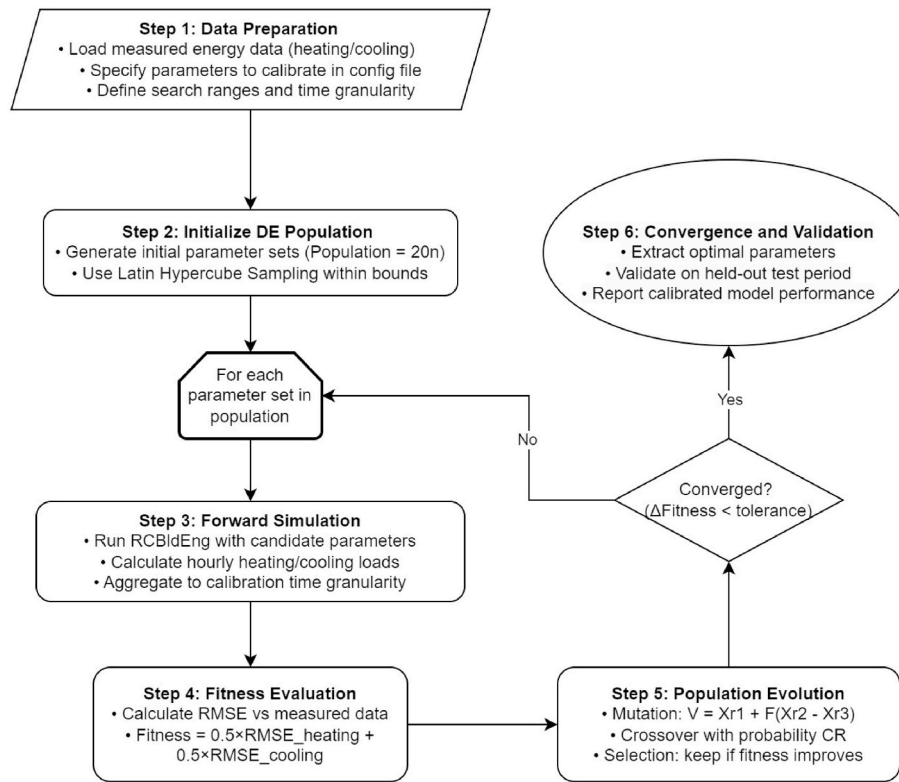 Step 1: Data Preparation
• Load measured energy data (heating/cooling)
• Specify parameters to calibrate in config file
• Define search ranges and time granularity
Step 2: Initialize DE Population
• Generate initial parameter sets (Population = 20n)
• Use Latin Hypercube Sampling within bounds
For each
parameter set in
population
Step 3: Forward Simulation
• Run RCBldEng with candidate parameters
• Calculate hourly heating/cooling loads
• Aggregate to calibration time granularity
Step 4: Fitness Evaluation
• Calculate RMSE vs measured data
• Fitness = 0.5×RMSE_heating +
0.5×RMSE_cooling
Step 5: Population Evolution
• Mutation: V = Xr1 + F(Xr2 - Xr3)
• Crossover with probability CR
• Selection: keep if fitness improves
Converged?
(ΔFitness < tolerance)
No
Yes
Step 6: Convergence and Validation
• Extract optimal parameters
• Validate on held-out test period
• Report calibrated model performance